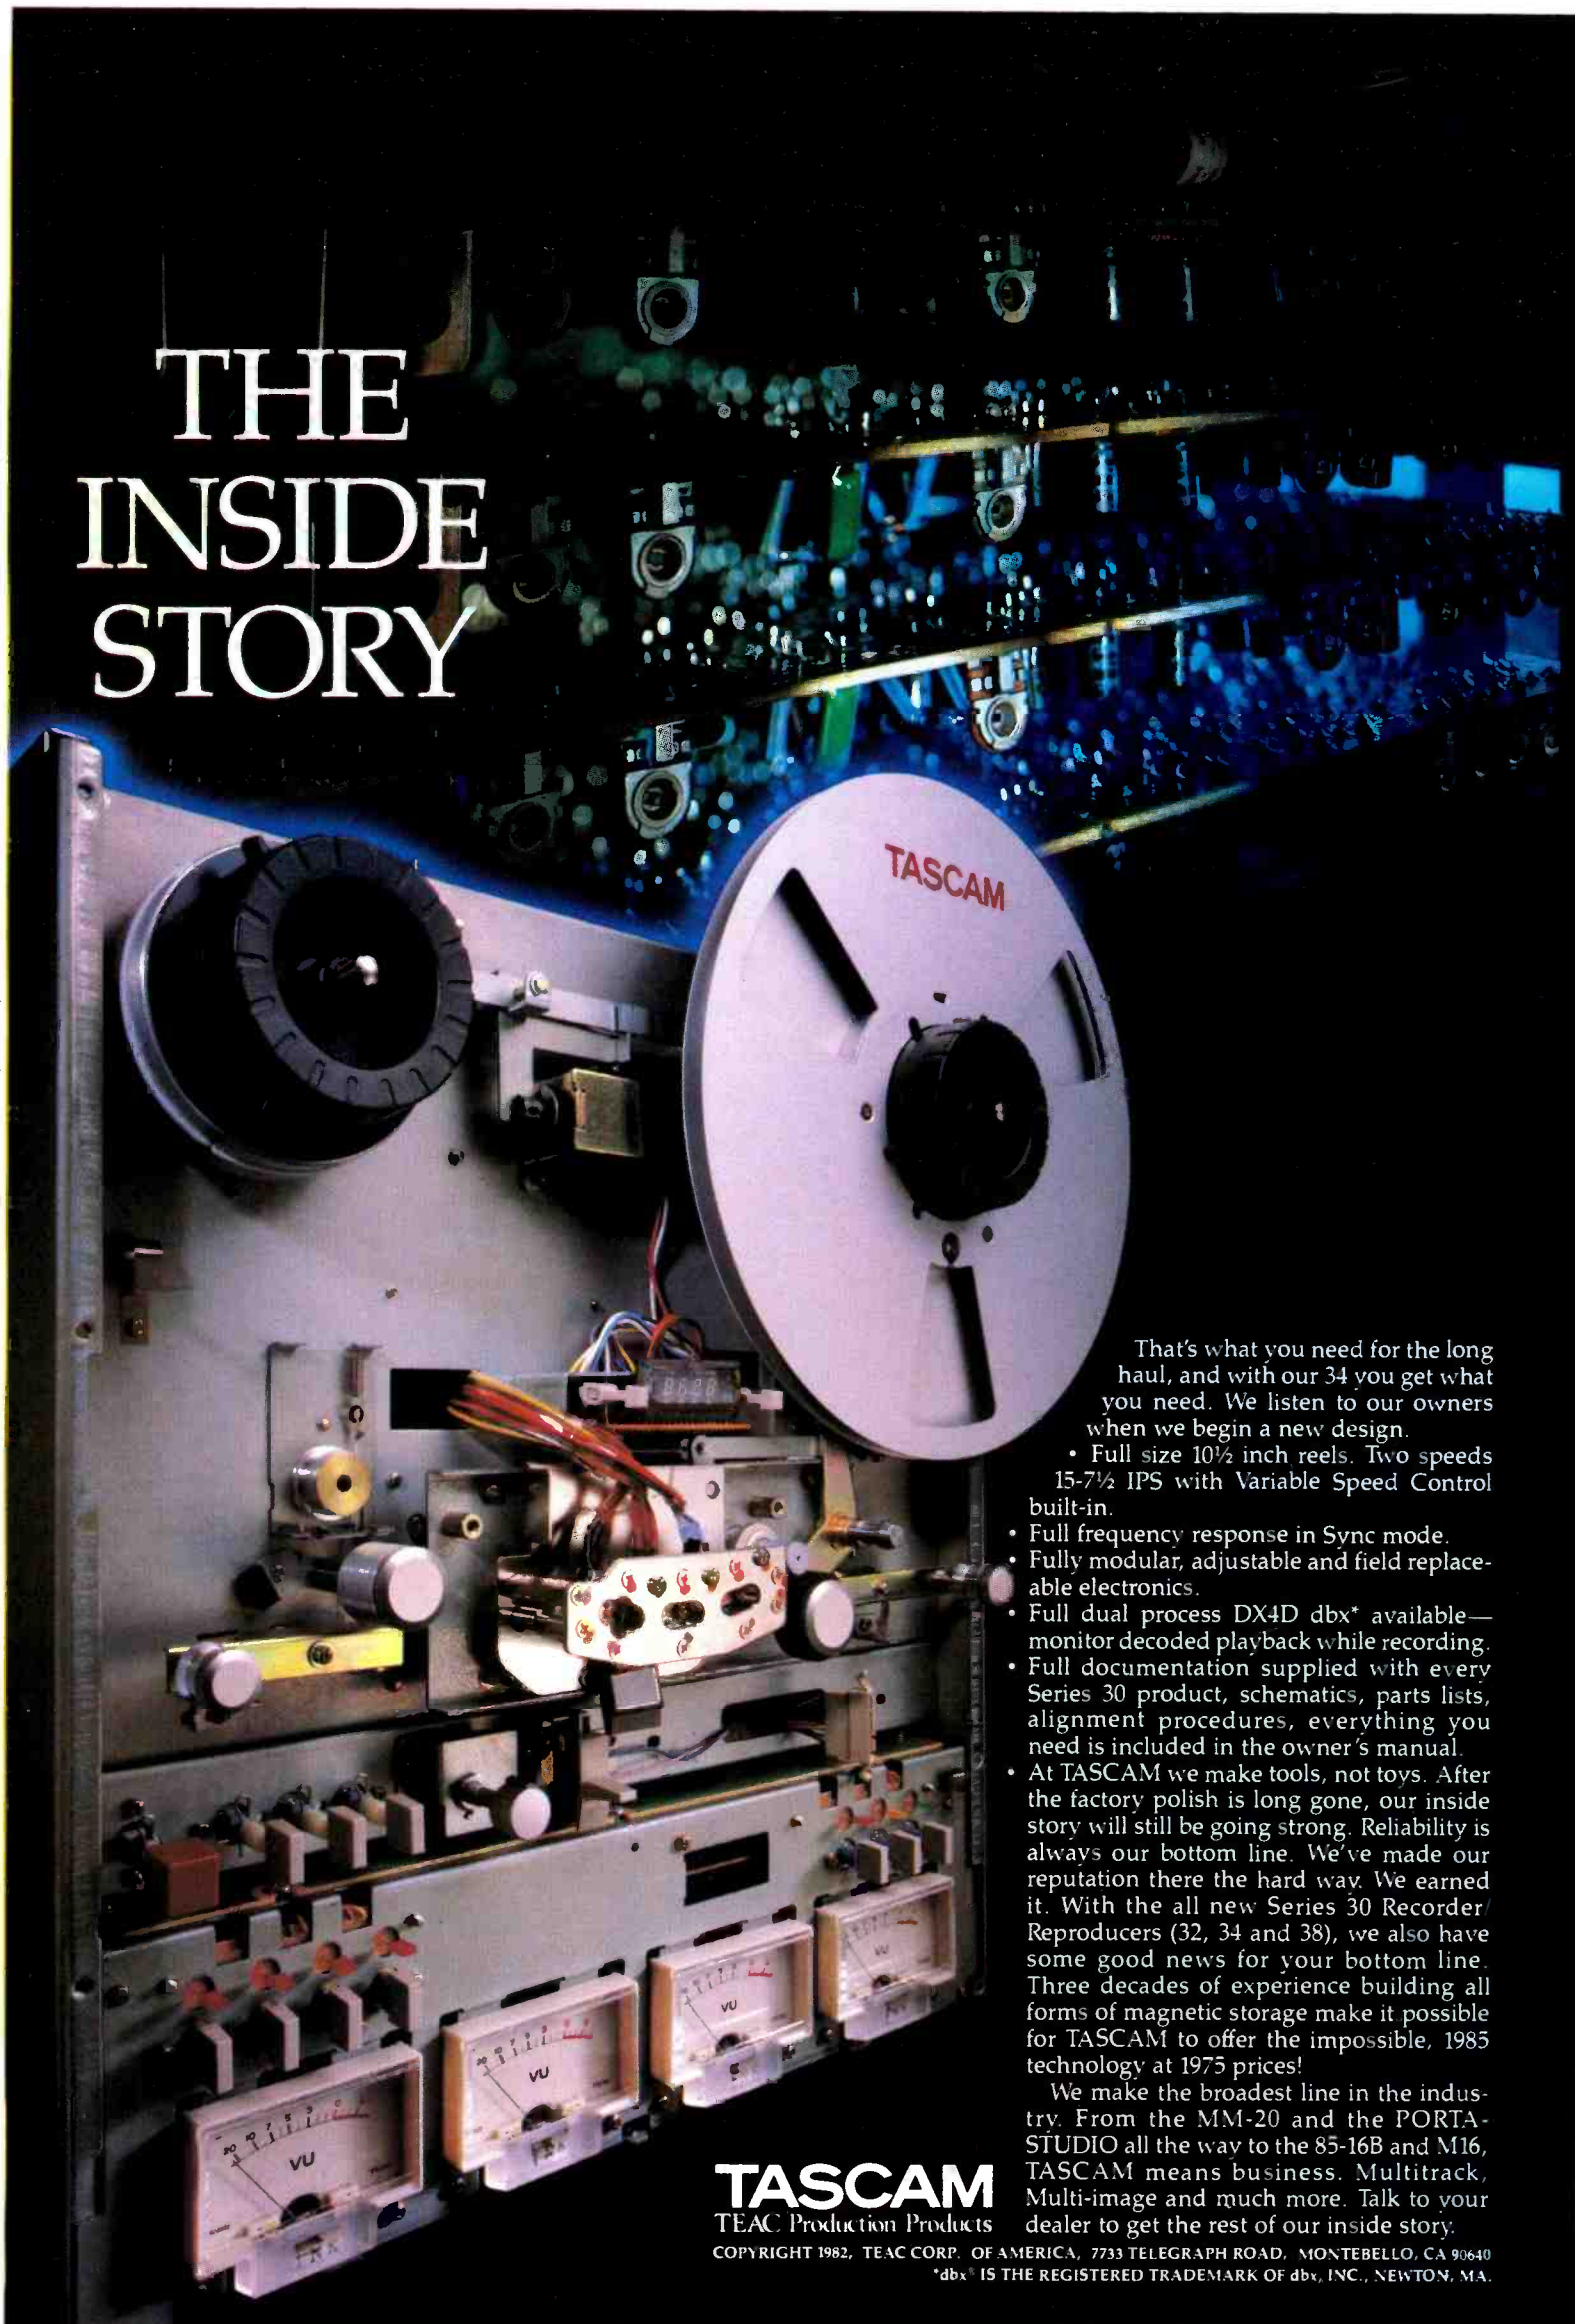 THE
INSIDE
STORY
TASCAM
8628
That's what you need for the long
haul, and with our 34 you get what
you need. We listen to our owners
when we begin a new design.
• Full size 10½ inch reels. Two speeds
15-7½ IPS with Variable Speed Control
built-in.
• Full frequency response in Sync mode.
• Fully modular, adjustable and field replace-
able electronics.
• Full dual process DX4D dbx* available—
monitor decoded playback while recording.
• Full documentation supplied with every
Series 30 product, schematics, parts lists,
alignment procedures, everything you
need is included in the owner's manual.
• At TASCAM we make tools, not toys. After
the factory polish is long gone, our inside
story will still be going strong. Reliability is
always our bottom line. We've made our
reputation there the hard way. We earned
it. With the all new Series 30 Recorder/
Reproducers (32, 34 and 38), we also have
some good news for your bottom line.
Three decades of experience building all
forms of magnetic storage make it possible
for TASCAM to offer the impossible, 1985
technology at 1975 prices!
We make the broadest line in the indus-
try. From the MM-20 and the PORTA-
STUDIO all the way to the 85-16B and M16,
TASCAM means business. Multitrack,
Multi-image and much more. Talk to your
dealer to get the rest of our inside story.
VU
VU
VU
VU
20 10 7 5 3 0
TASCAM
TEAC Production Products
COPYRIGHT 1982, TEAC CORP. OF AMERICA, 7733 TELEGRAPH ROAD, MONTEBELLO, CA 90640
*dbx® IS THE REGISTERED TRADEMARK OF dbx, INC., NEWTON, MA.